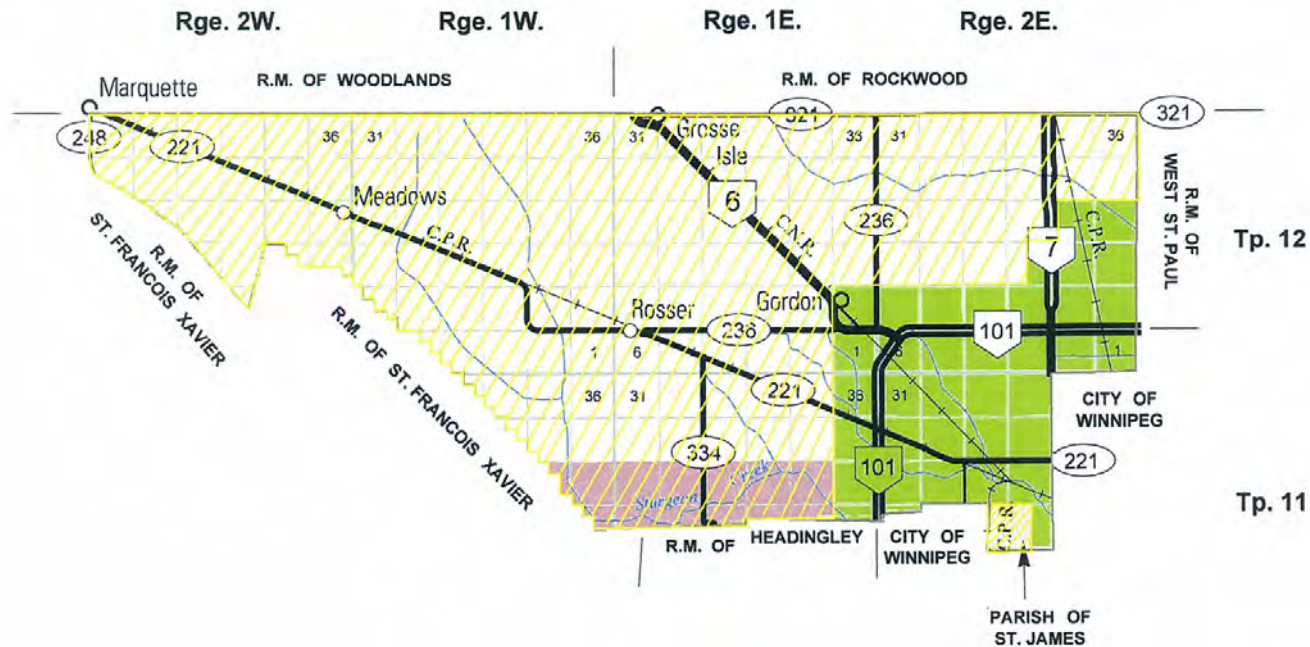 Rge. 2W. Rge. 1W. Rge. 1E. Rge. 2E.
R.M. OF WOODLANDS
R.M. OF ROCKWOOD
Marquette
321
321
248
221
36 31
36 31
36 31
36
Grosse
Isle
Meadows
6
236
7
C.P.R.
C.P.R.
C.N.R.
R.M. OF
WEST ST. PAUL
Tp. 12
R.M. OF
ST. FRANCOIS XAVIER
R.M. OF ST. FRANCOIS XAVIER
Gordon
Rosser
236
101
1 6
1 6
1
36 31
36 31
221
CITY OF
WINNIPEG
334
101
221
Sturgeon Creek
Tp. 11
R.M. OF HEADINGLEY
CITY OF
WINNIPEG
C.P.R.
PARISH OF
ST. JAMES